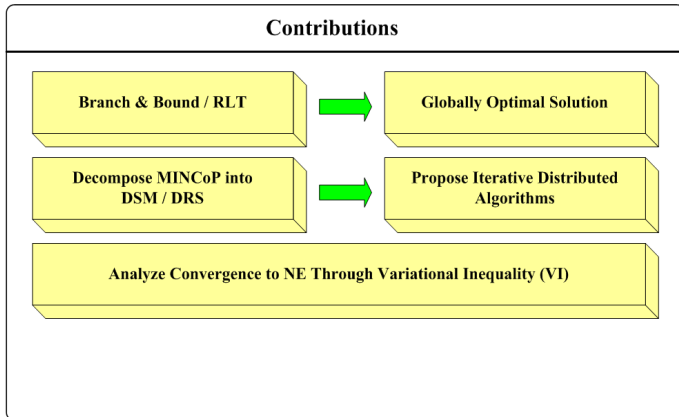 Contributions
Branch & Bound / RLT
Globally Optimal Solution
Decompose MINCoP into
DSM / DRS
Propose Iterative Distributed
Algorithms
Analyze Convergence to NE Through Variational Inequality (VI)